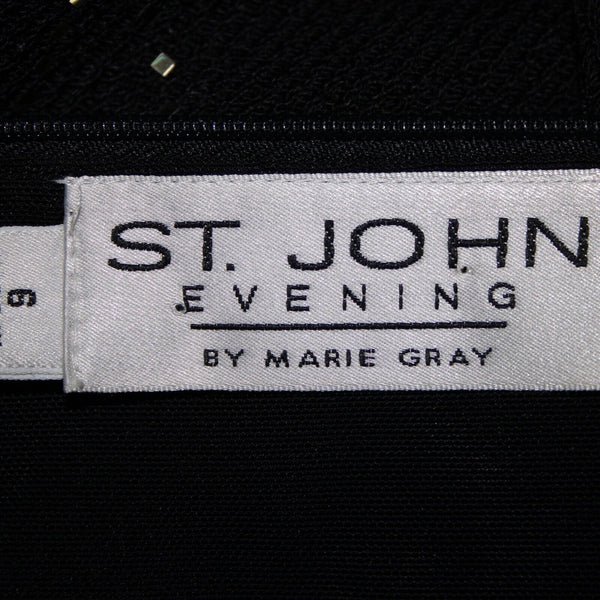 ST. JOHN
EVENING
BY MARIE GRAY